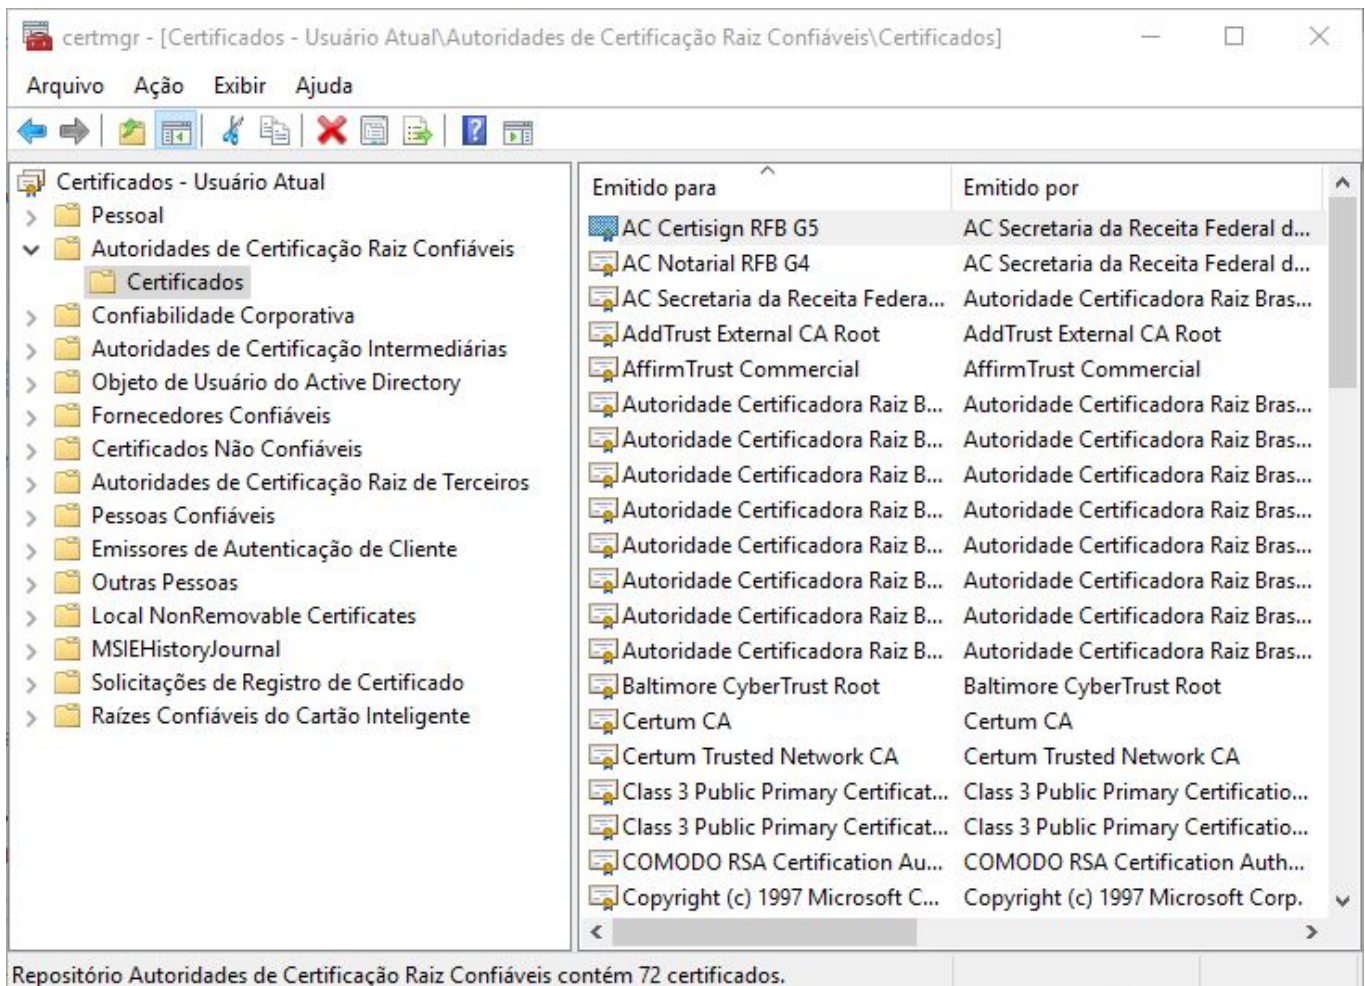 certmgr - [Certificados - Usuário Atual\Autoridades de Certificação Raiz Confiáveis\Certificados]
Arquivo Ação Exibir Ajuda
Certificados - Usuário Atual
Pessoal
Autoridades de Certificação Raiz Confiáveis
Certificados
Confiabilidade Corporativa
Autoridades de Certificação Intermediárias
Objeto de Usuário do Active Directory
Fornecedores Confiáveis
Certificados Não Confiáveis
Autoridades de Certificação Raiz de Terceiros
Pessoas Confiáveis
Emissores de Autenticação de Cliente
Outras Pessoas
Local NonRemovable Certificates
MSIEHistoryJournal
Solicitações de Registro de Certificado
Raízes Confiáveis do Cartão Inteligente
Emitido para Emitido por
AC Certisign RFB G5 AC Secretaria da Receita Federal d...
AC Notarial RFB G4 AC Secretaria da Receita Federal d...
AC Secretaria da Receita Federa... Autoridade Certificadora Raiz Bras...
AddTrust External CA Root AddTrust External CA Root
AffirmTrust Commercial AffirmTrust Commercial
Autoridade Certificadora Raiz B... Autoridade Certificadora Raiz Bras...
Autoridade Certificadora Raiz B... Autoridade Certificadora Raiz Bras...
Autoridade Certificadora Raiz B... Autoridade Certificadora Raiz Bras...
Autoridade Certificadora Raiz B... Autoridade Certificadora Raiz Bras...
Autoridade Certificadora Raiz B... Autoridade Certificadora Raiz Bras...
Autoridade Certificadora Raiz B... Autoridade Certificadora Raiz Bras...
Autoridade Certificadora Raiz B... Autoridade Certificadora Raiz Bras...
Autoridade Certificadora Raiz B... Autoridade Certificadora Raiz Bras...
Baltimore CyberTrust Root Baltimore CyberTrust Root
Certum CA Certum CA
Certum Trusted Network CA Certum Trusted Network CA
Class 3 Public Primary Certificat... Class 3 Public Primary Certificatio...
Class 3 Public Primary Certificat... Class 3 Public Primary Certificatio...
COMODO RSA Certification Au... COMODO RSA Certification Auth...
Copyright (c) 1997 Microsoft C... Copyright (c) 1997 Microsoft Corp.
Repositório Autoridades de Certificação Raiz Confiáveis contém 72 certificados.